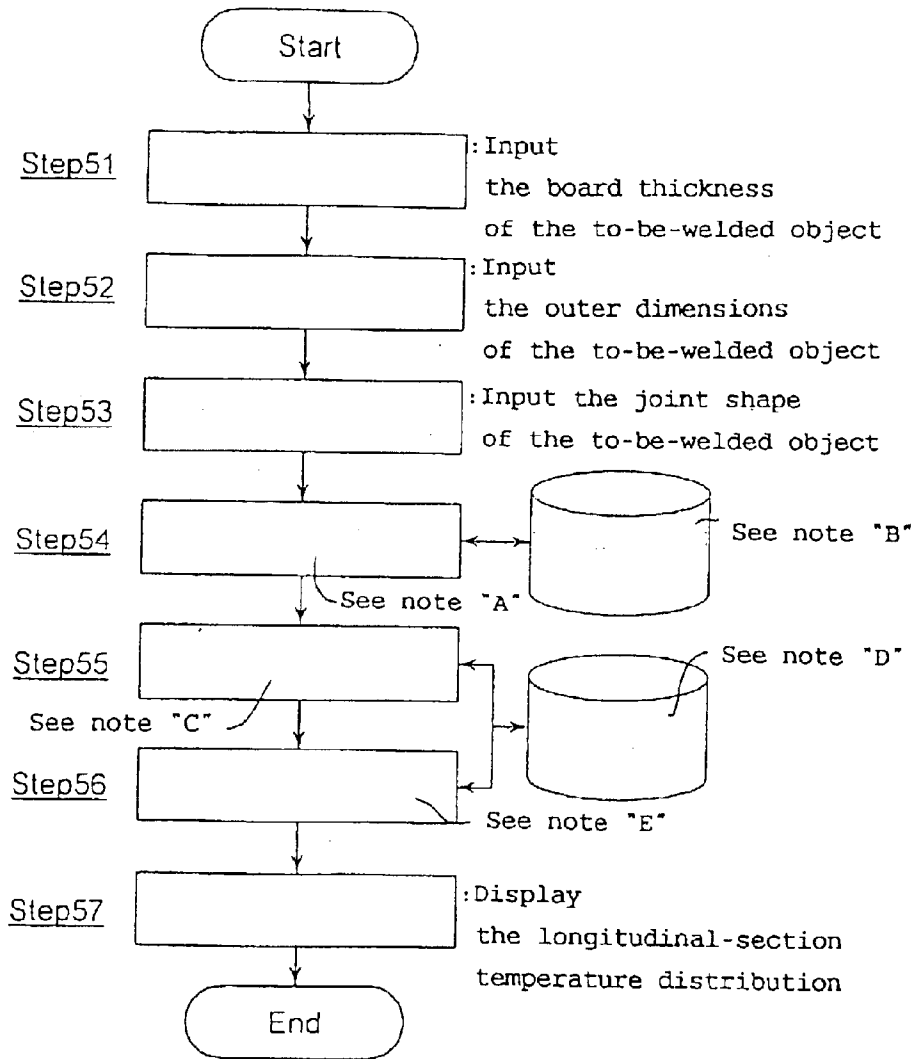 Start
Step51
:Input
the board thickness
of the to-be-welded object
Step52
:Input
the outer dimensions
of the to-be-welded object
Step53
:Input the joint shape
of the to-be-welded object
Step54
See note "B"
See note "A"
Step55
See note "D"
See note "C"
Step56
See note "E"
Step57
:Display
the longitudinal-section
temperature distribution
End